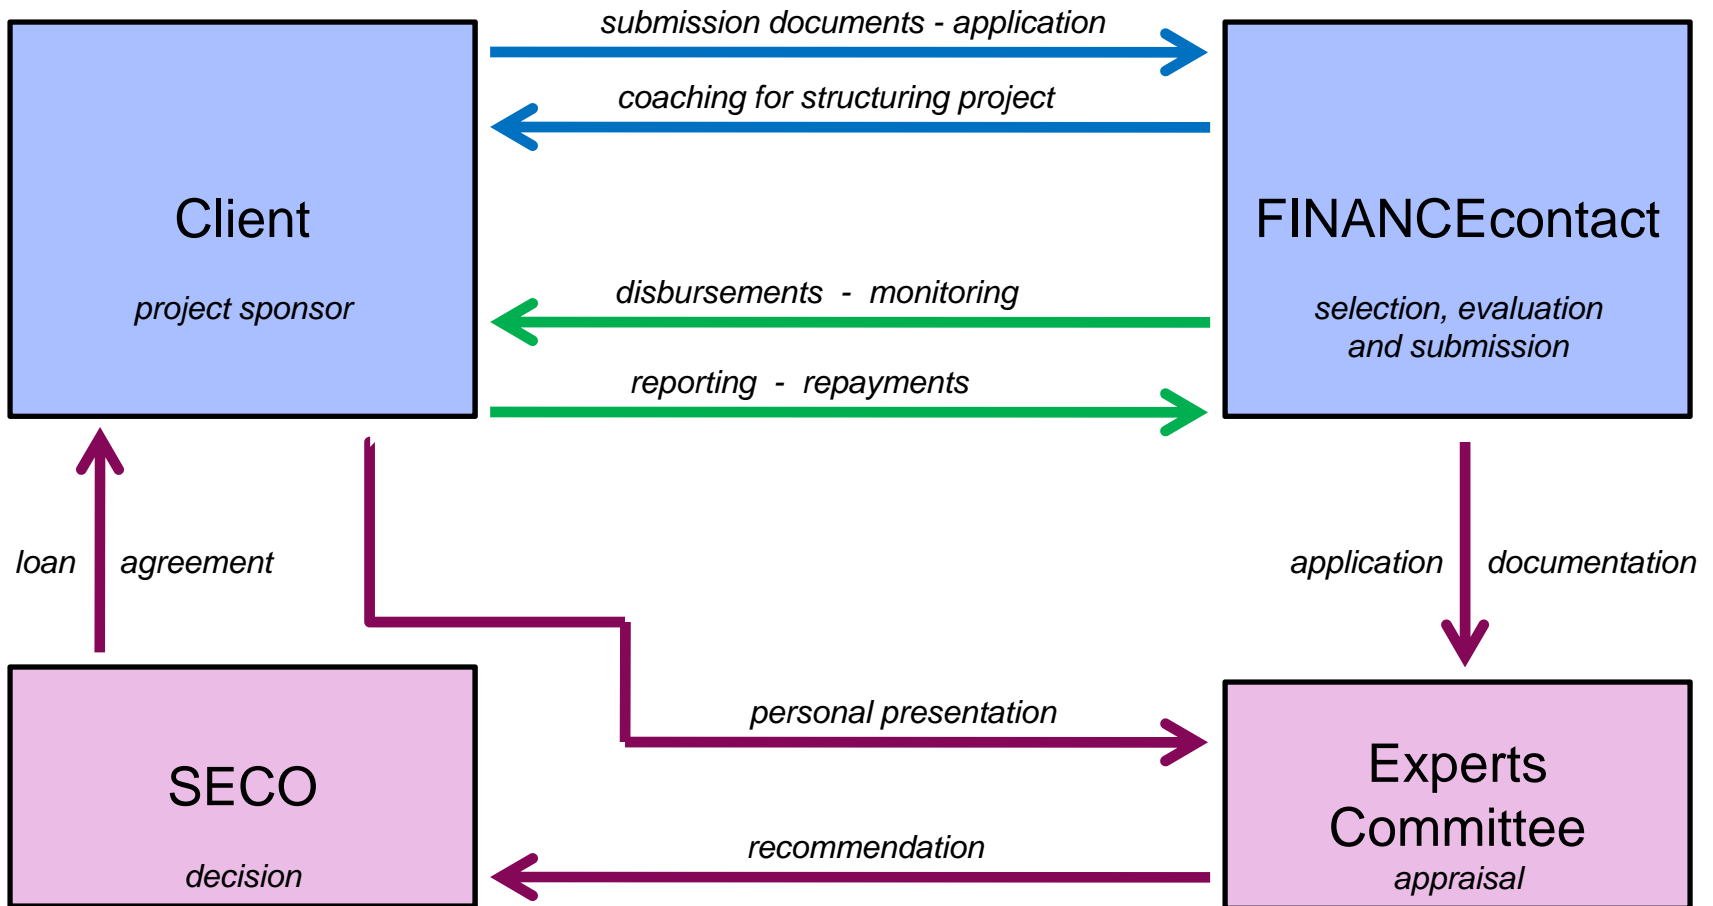 submission documents - application
coaching for structuring project
Client
project sponsor
FINANCEcontact
selection, evaluation
and submission
disbursements - monitoring
reporting - repayments
loan agreement
application documentation
personal presentation
SECO
decision
Experts
Committee
appraisal
recommendation